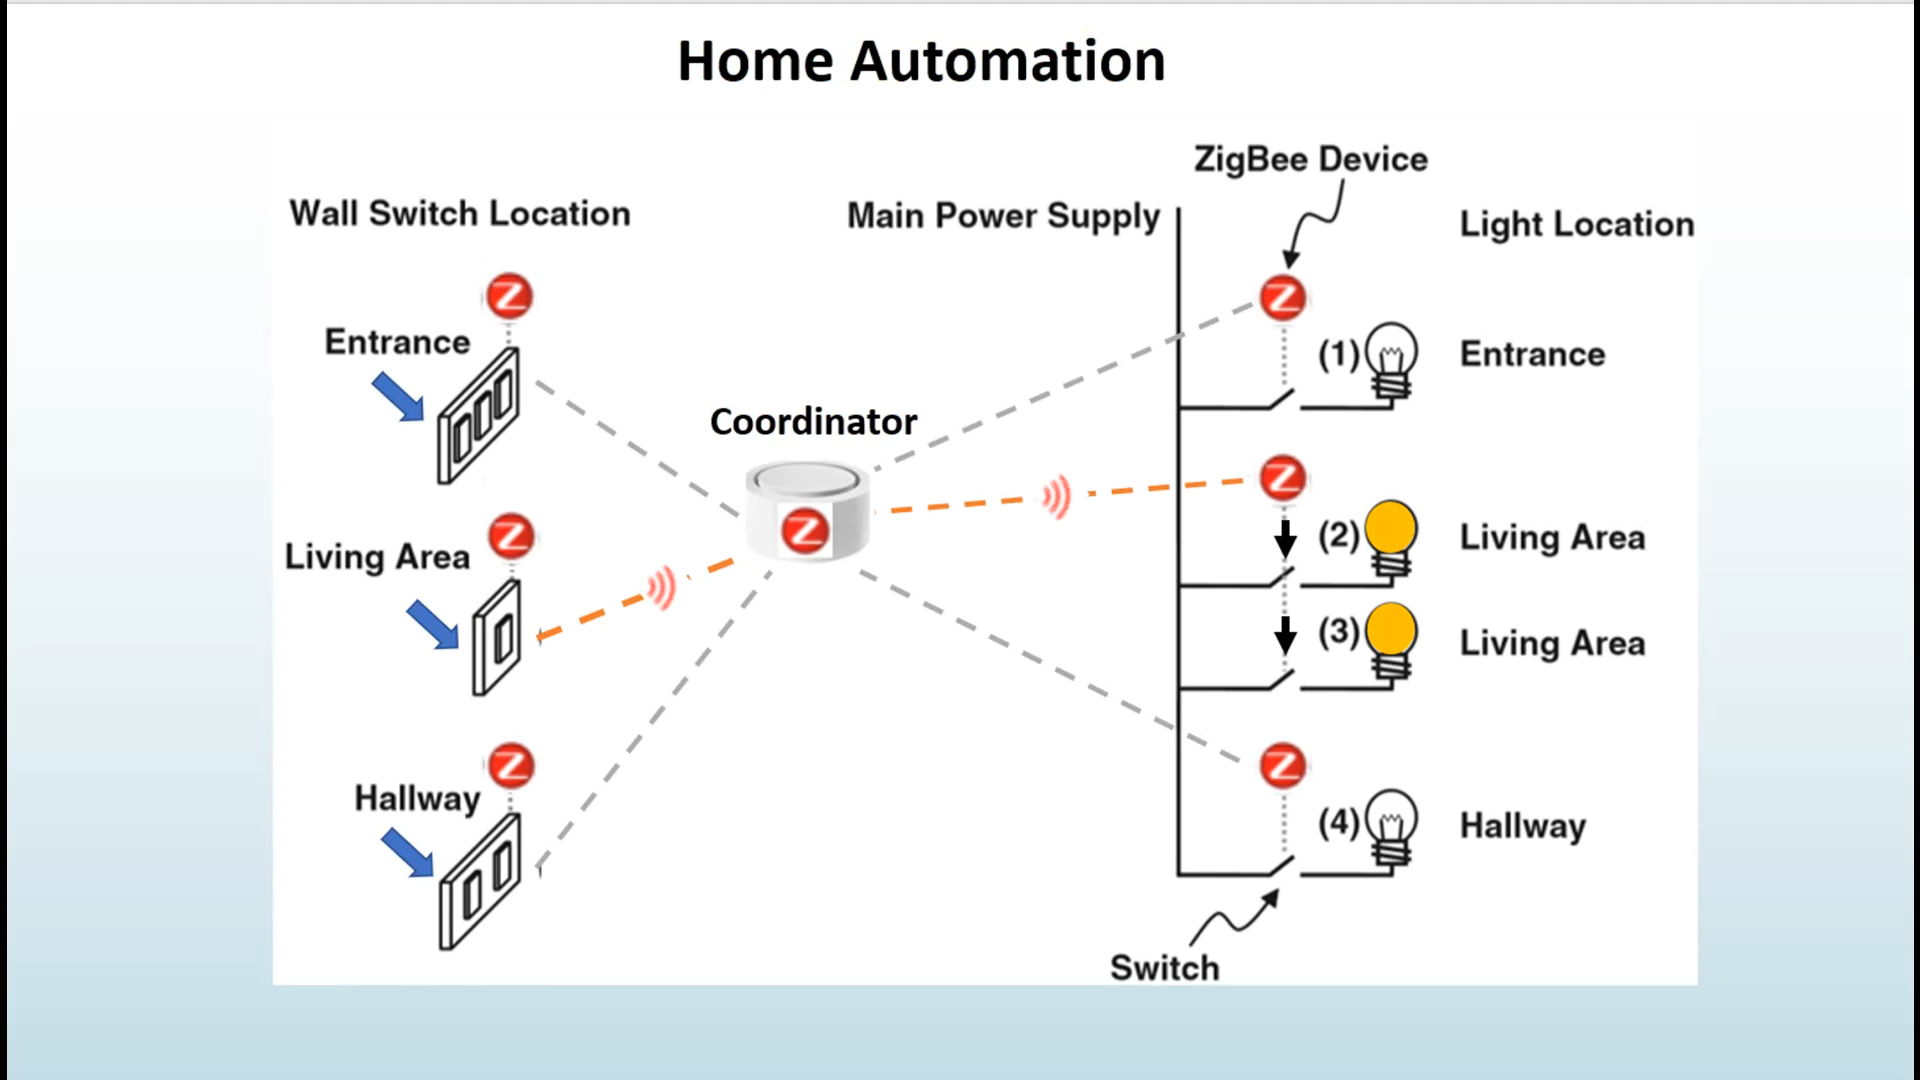 Home Automation
ZigBee Device
Wall Switch Location
Main Power Supply
Light Location
Z
Z
Entrance
(1)
Entrance
Coordinator
Z
Z
Z
Living Area
(2)
Living Area
(3)
Living Area
Z
Z
Hallway
(4)
Hallway
Switch